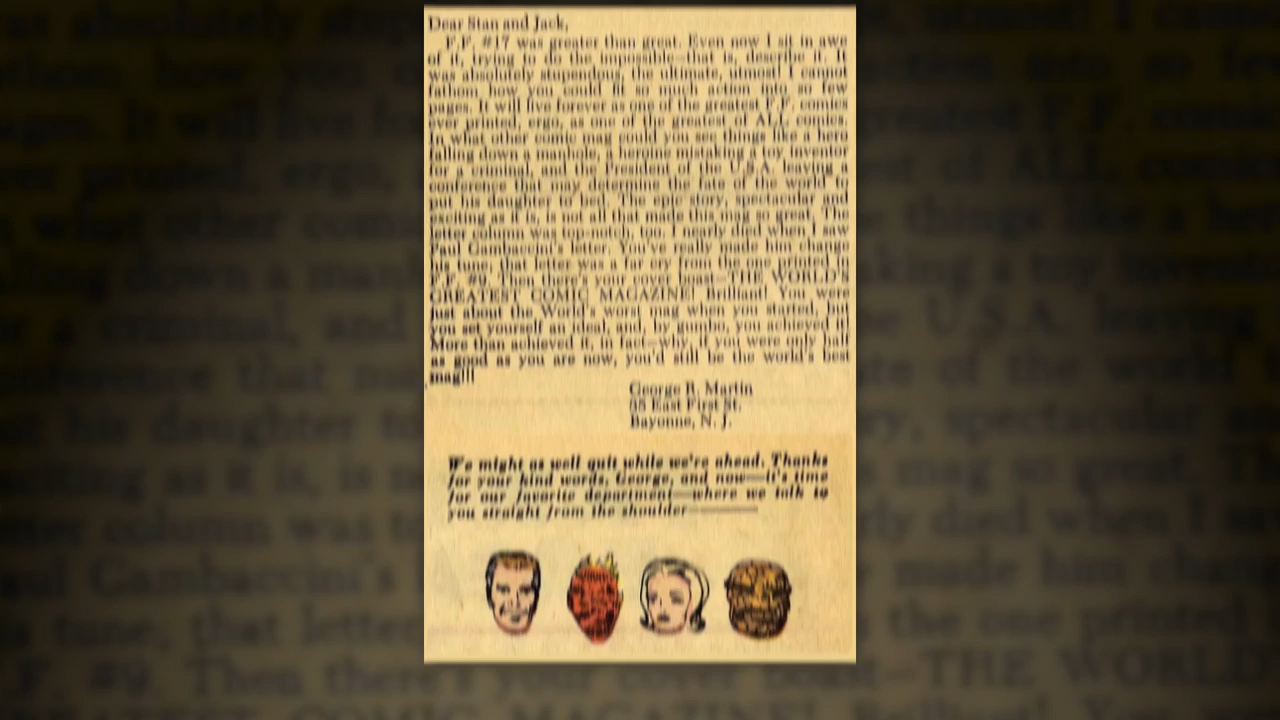 Dear Stan and Jack,
F.F. #17 was greater than great. Even now I sit in awe
of it, trying to do the impossible—that is, describe it. It
was absolutely stupendous, the ultimate, utmost! I cannot
fathom how you could fit so much action into so few
pages. It will live forever as one of the greatest F.F. comics
ever printed, ergo, as one of the greatest of ALL comics.
In what other comic mag could you see things like a hero
falling down a manhole, a heroine mistaking a toy inventor
for a criminal, and the President of the U.S.A. leaving a
conference that may determine the fate of the world to
put his daughter to bed. The epic story, spectacular and
exciting as it is, is not all that made this mag so great. The
letter column was top-notch, too. I nearly died when I saw
Paul Gambaccini's letter. You've really made him change
his tune, that letter was a far cry from the one printed in
F.F. #9. Then there's your cover boast—THE WORLD'S
GREATEST COMIC MAGAZINE! Brilliant! You were
just about the World's worst mag when you started, but
you set yourself an ideal, and, by gumbo, you achieved it!
More than achieved it, in fact—why, if you were only half
as good as you are now, you'd still be the world's best
mag!!!
George R. Martin
35 East First St.
Bayonne, N. J.
We might as well quit while we're ahead. Thanks
for your kind words, George, and now—it's time
for our favorite department—where we talk to
you straight from the shoulder